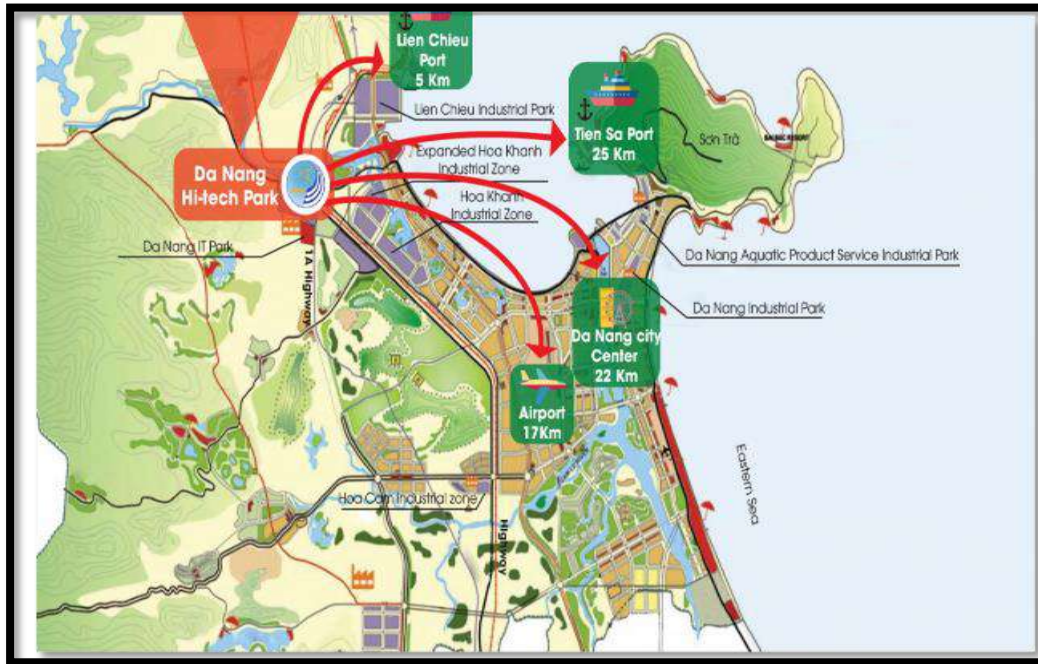 Lien Chieu
Port
5 Km
Lien Chieu Industrial Park
Tien Sa Port
25 Km
Sơn Trà
Expanded Hoa Khanh
Industrial Zone
Da Nang
Hi-tech Park
Hoa Khanh
Industrial Zone
Da Nang IT Park
1A Highway
Da Nang Aquatic Product Service Industrial Park
Da Nang Industrial Park
Da Nang city
Center
22 Km
Airport
17Km
Eastern Sea
Hoa Cam Industrial zone
Highway